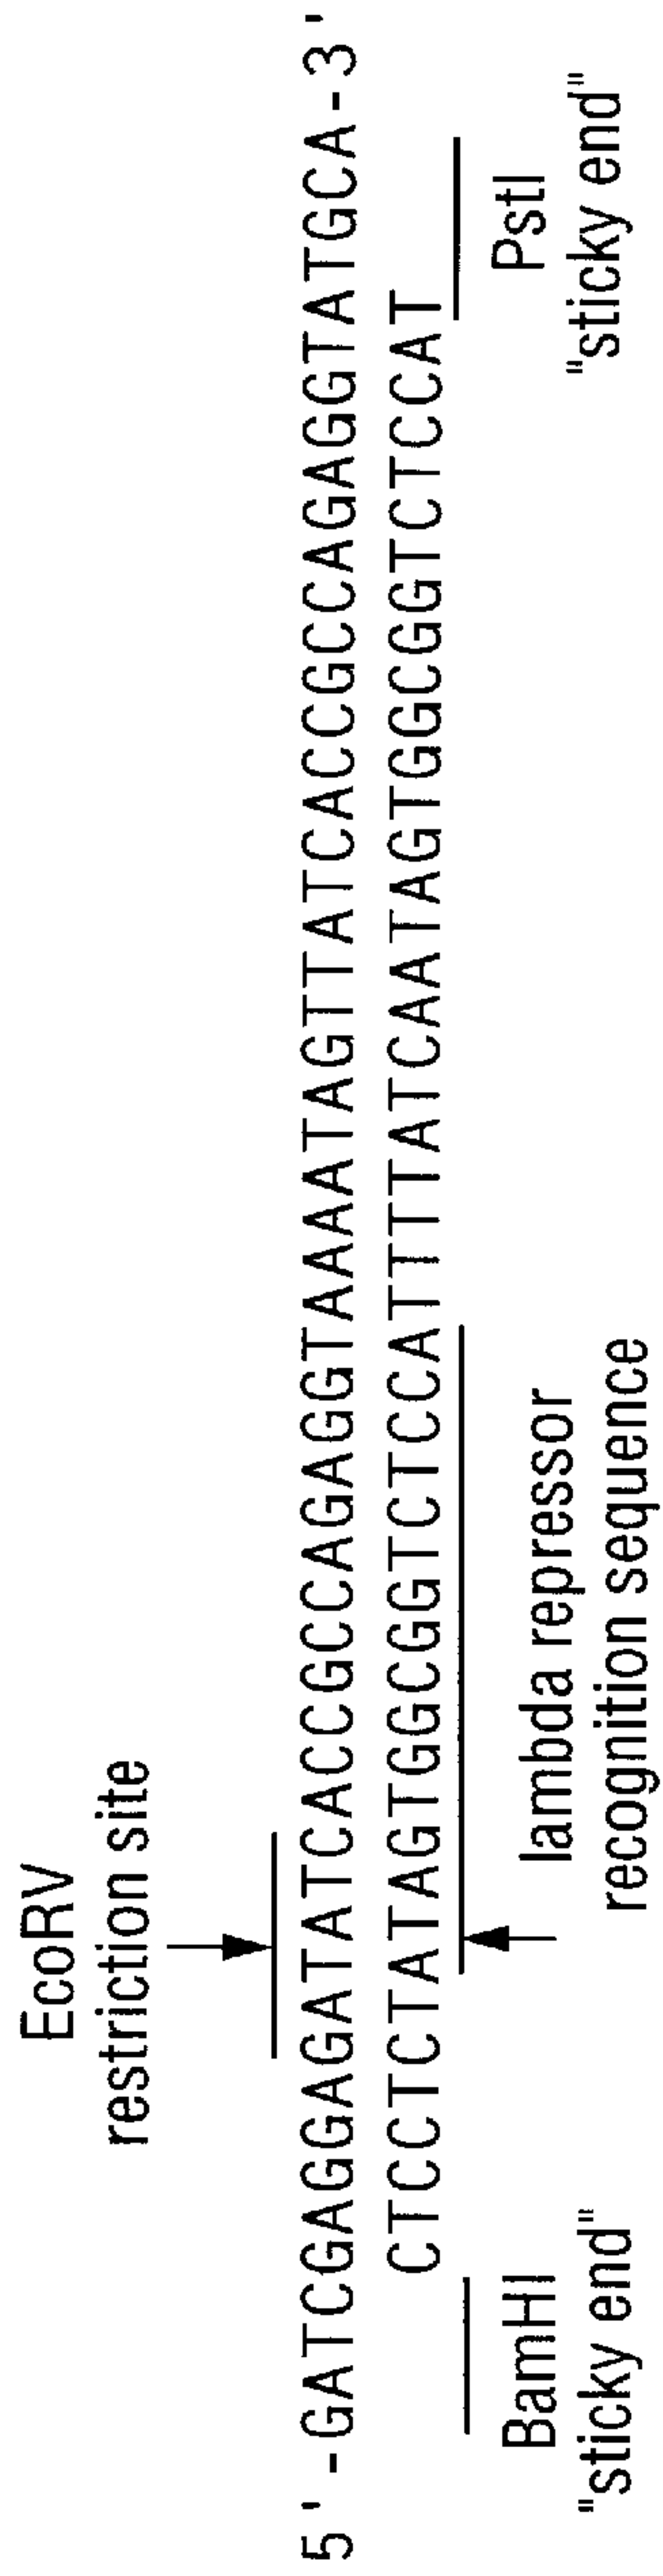 EcoRV
restriction site
5'-GATCGAGGAGATATCACCGCCAGAGGTAAAATAGTTATCACCGCCAGAGGTATGCA-3'
CTCCTCTATAGTGGCGGTCTCCATTTTATCAATAGTGGCGGTCTCCAT
BamHI
"sticky end"
lambda repressor
recognition sequence
PstI
"sticky end"